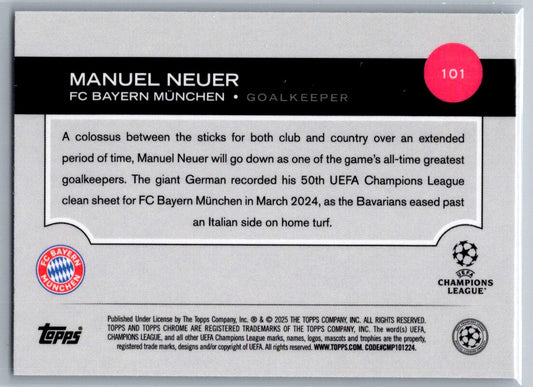 101
MANUEL NEUER
FC BAYERN MÜNCHEN • GOALKEEPER
A colossus between the sticks for both club and country over an extended
period of time, Manuel Neuer will go down as one of the game's all-time greatest
goalkeepers. The giant German recorded his 50th UEFA Champions League
clean sheet for FC Bayern München in March 2024, as the Bavarians eased past
an Italian side on home turf.
FC BAYERN
MÜNCHEN
UEFA
CHAMPIONS
LEAGUE
Topps
Published Under License by The Topps Company, Inc. ® & © 2025 THE TOPPS COMPANY, INC. ALL RIGHTS RESERVED.
TOPPS AND TOPPS CHROME ARE REGISTERED TRADEMARKS OF THE TOPPS COMPANY, INC. The word(s) UEFA,
CHAMPIONS LEAGUE, and all other UEFA Champions League marks, names, logos, mascots and trophies are the property,
registered trade marks, designs and/or copyright of UEFA. All rights reserved. WWW.TOPPS.COM. CODE#CMP101224.